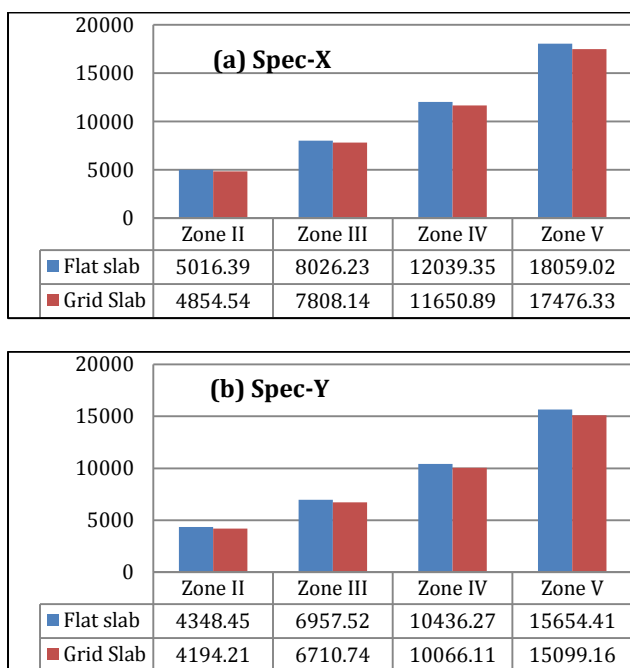 20000
(a) Spec-X
15000
10000
5000
0
Zone II Zone III Zone IV Zone V
Flat slab 5016.39 8026.23 12039.35 18059.02
Grid Slab 4854.54 7808.14 11650.89 17476.33
20000
(b) Spec-Y
15000
10000
5000
0
Zone II Zone III Zone IV Zone V
Flat slab 4348.45 6957.52 10436.27 15654.41
Grid Slab 4194.21 6710.74 10066.11 15099.16